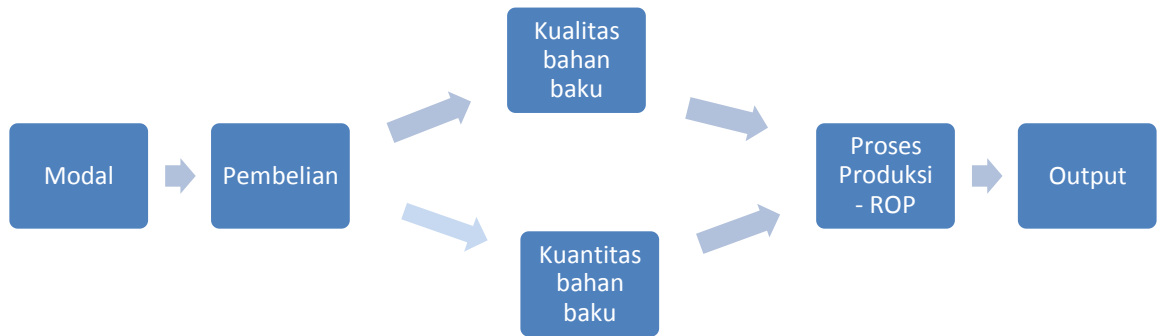 Modal
Pembelian
Kualitas
bahan
baku
Kuantitas
bahan
baku
Proses
Produksi
- ROP
Output